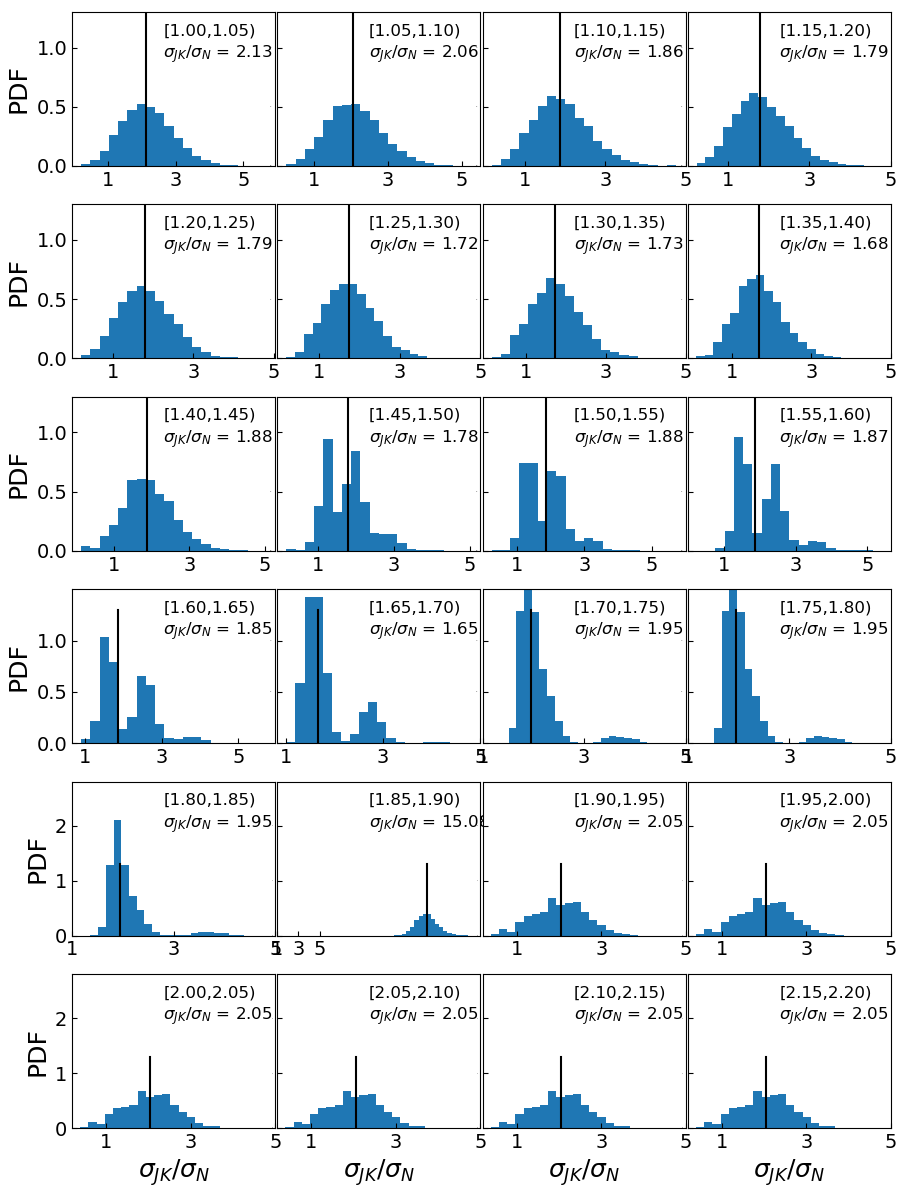 [1.00,1.05) [1.05,1.10) [1.10,1.15) [1.15,1.20)
σJK/σN = 2.13 σJK/σN = 2.06 σJK/σN = 1.86 σJK/σN = 1.79
1.0
0.5
0.0
PDF
1 3 5 1 3 5 1 3 5 1 3 5
[1.20,1.25) [1.25,1.30) [1.30,1.35) [1.35,1.40)
σJK/σN = 1.79 σJK/σN = 1.72 σJK/σN = 1.73 σJK/σN = 1.68
1.0
0.5
0.0
PDF
1 3 5 1 3 5 1 3 5 1 3 5
[1.40,1.45) [1.45,1.50) [1.50,1.55) [1.55,1.60)
σJK/σN = 1.88 σJK/σN = 1.78 σJK/σN = 1.88 σJK/σN = 1.87
1.0
0.5
0.0
PDF
1 3 5 1 3 5 1 3 5 1 3 5
[1.60,1.65) [1.65,1.70) [1.70,1.75) [1.75,1.80)
σJK/σN = 1.85 σJK/σN = 1.65 σJK/σN = 1.95 σJK/σN = 1.95
1.0
0.5
0.0
PDF
1 3 5 1 3 5 1 3 5 1 3 5
[1.80,1.85) [1.85,1.90) [1.90,1.95) [1.95,2.00)
σJK/σN = 1.95 σJK/σN = σJK/σN = 2.05 σJK/σN = 2.05
2
1
0
PDF
1 3 5 1 3 5 1 3 5 1 3 5
[2.00,2.05) [2.05,2.10) [2.10,2.15) [2.15,2.20)
σJK/σN = 2.05 σJK/σN = 2.05 σJK/σN = 2.05 σJK/σN = 2.05
2
1
0
PDF
1 3 5 1 3 5 1 3 5 1 3 5
σJK/σN σJK/σN σJK/σN σJK/σN